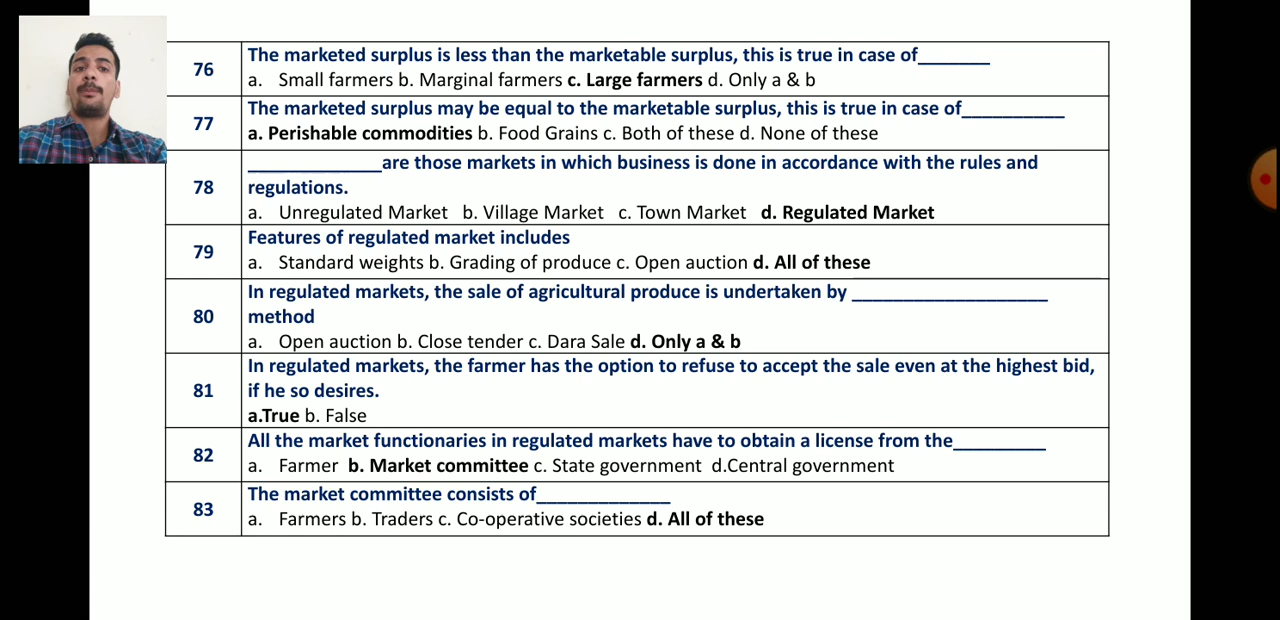 76
The marketed surplus is less than the marketable surplus, this is true in case of_______
a. Small farmers b. Marginal farmers c. Large farmers d. Only a & b
77
The marketed surplus may be equal to the marketable surplus, this is true in case of__________
a. Perishable commodities b. Food Grains c. Both of these d. None of these
78
_____________are those markets in which business is done in accordance with the rules and
regulations.
a. Unregulated Market b. Village Market c. Town Market d. Regulated Market
79
Features of regulated market includes
a. Standard weights b. Grading of produce c. Open auction d. All of these
80
In regulated markets, the sale of agricultural produce is undertaken by ___________________
method
a. Open auction b. Close tender c. Dara Sale d. Only a & b
81
In regulated markets, the farmer has the option to refuse to accept the sale even at the highest bid,
if he so desires.
a.True b. False
82
All the market functionaries in regulated markets have to obtain a license from the_________
a. Farmer b. Market committee c. State government d.Central government
83
The market committee consists of_____________
a. Farmers b. Traders c. Co-operative societies d. All of these